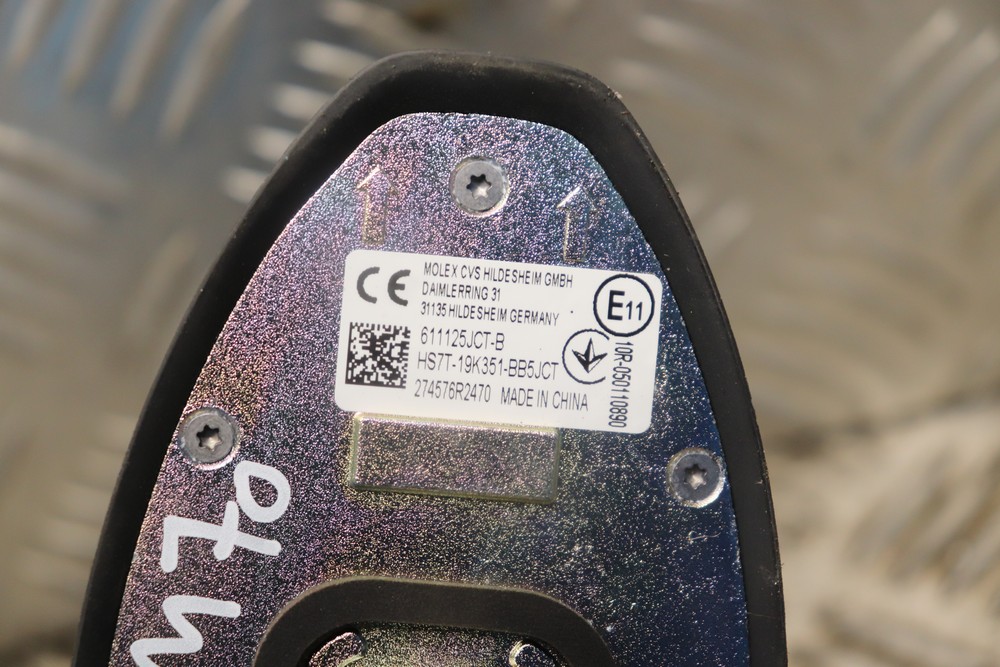 CE
MOLEX CVS HILDESHEIM GMBH
DAIMLERRING 31
31135 HILDESHEIM GERMANY
E11
611125JCT-B
HS7T-19K351-BB5JCT
274576R2470 MADE IN CHINA
10R-050110890